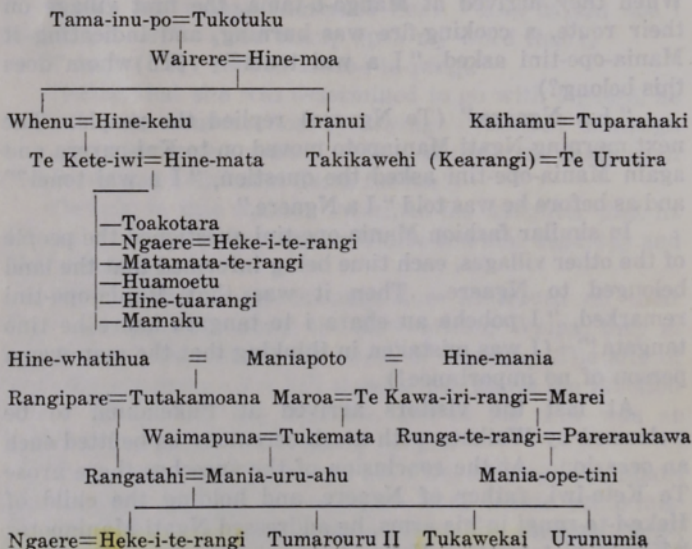 Tama-inu-po=Tukotuku
Wairere=Hine-moa
Whenu=Hine-kehu Iranui Kaihamu=Tuparahaki
Te Kete-iwi=Hine-mata Takikawehi (Kearangi)=Te Urutira
Toakotara
Ngaere=Heke-i-te-rangi
Matamata-te-rangi
Huamoetu
Hine-tuarangi
Mamaku
Hine-whatihua = Maniapoto = Hine-mania
Rangipare=Tutakamoana Maroa=Te Kawa-iri-rangi=Marei
Waimapuna=Tukemata Runga-te-rangi=Pareraukawa
Rangatahi=Mania-uru-ahu Mania-ope-tini
Ngaere=Heke-i-te-rangi Tumarouru II Tukawekai Urunumia